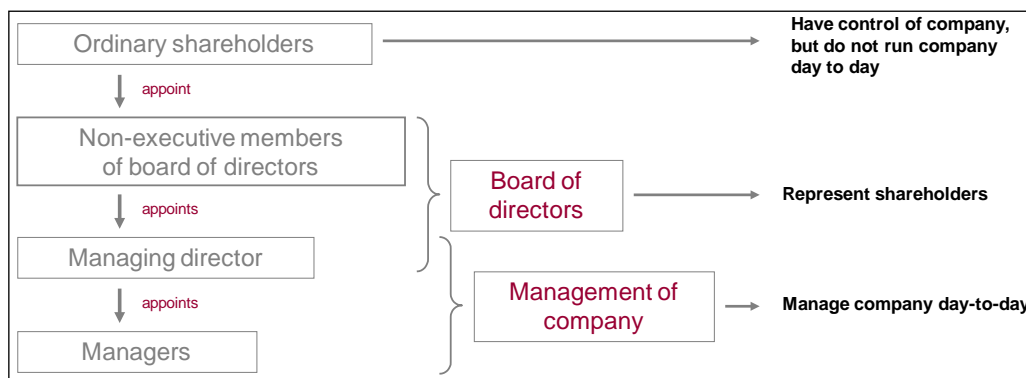 Ordinary shareholders
Have control of company,
but do not run company
day to day
appoint
Non-executive members
of board of directors
Board of
directors
Represent shareholders
appoints
Managing director
Management of
company
Manage company day-to-day
appoints
Managers